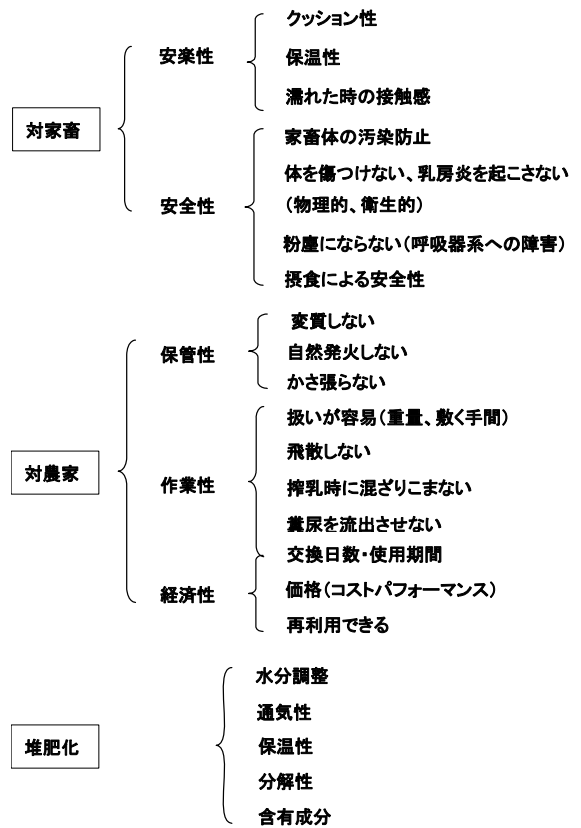 対家畜
安楽性
クッション性
保温性
濡れた時の接触感
安全性
家畜体の汚染防止
体を傷つけない、乳房炎を起こさない
(物理的、衛生的)
粉塵にならない(呼吸器系への障害)
摂食による安全性
対農家
保管性
変質しない
自然発火しない
かさ張らない
作業性
扱いが容易(重量、敷く手間)
飛散しない
搾乳時に混ざりこまない
糞尿を流出させない
交換日数・使用期間
経済性
価格(コストパフォーマンス)
再利用できる
堆肥化
水分調整
通気性
保温性
分解性
含有成分